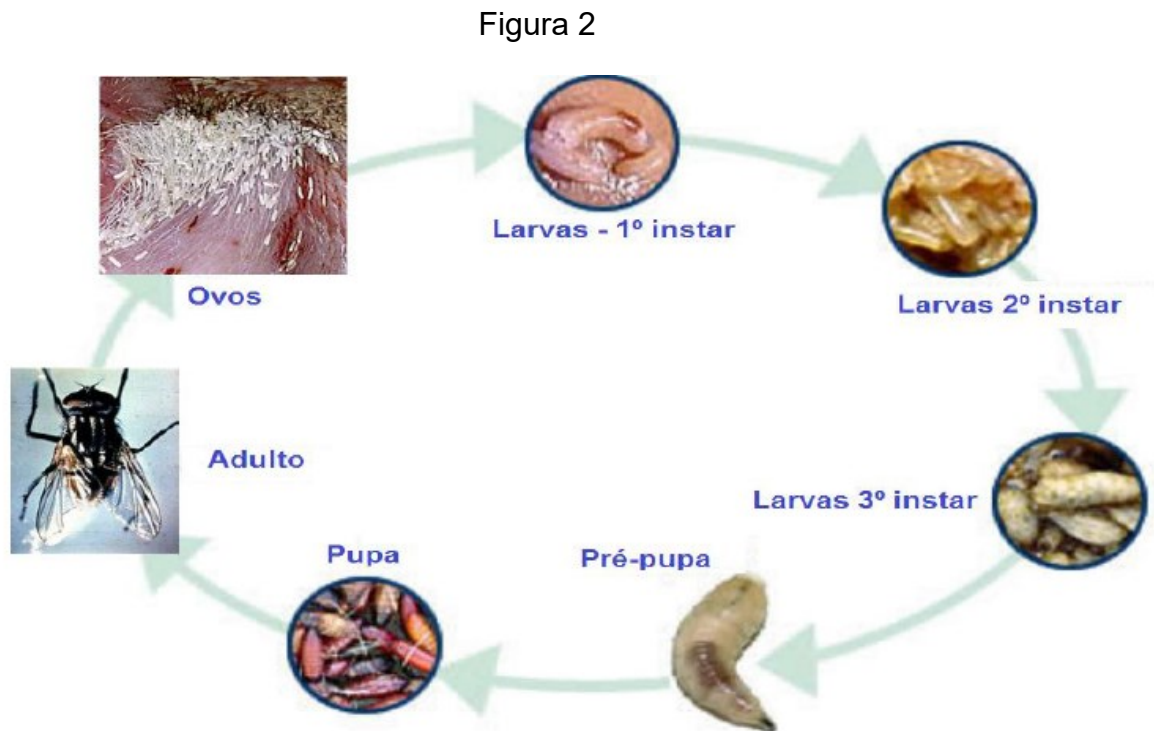 Figura 2
Ovos
Larvas - 1º instar
Larvas 2º instar
Larvas 3º instar
Pré-pupa
Pupa
Adulto